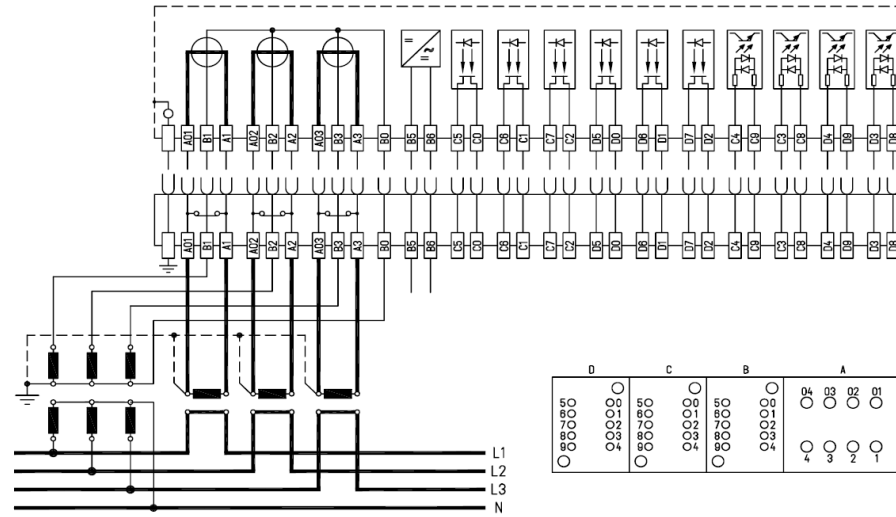 = ~ =
A01 B1 A1 A02 B2 A2 A03 B3 A3 B0 B5 B6 C5 C0 C6 C1 C7 C2 D5 D0 D6 D1 D7 D2 C4 C9 C3 C8 D4 D9 D3 D8
A01 B1 A1 A02 B2 A2 A03 B3 A3 B0 B5 B6 C5 C0 C6 C1 C7 C2 D5 D0 D6 D1 D7 D2 C4 C9 C3 C8 D4 D9 D3 D8
D C B A
04 03 02 01
5 0 5 0 5 0
6 1 6 1 6 1
7 2 7 2 7 2
8 3 8 3 8 3
9 4 9 4 9 4
4 3 2 1
L1
L2
L3
N